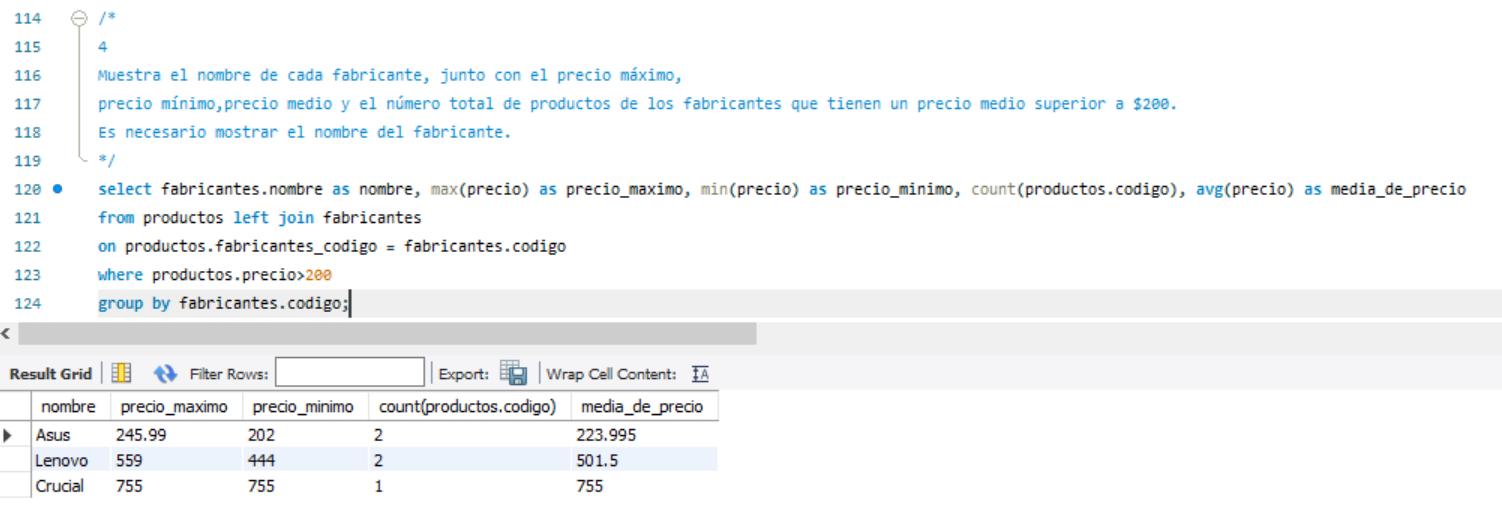 114 /*
115 4
116 Muestra el nombre de cada fabricante, junto con el precio máximo,
117 precio mínimo,precio medio y el número total de productos de los fabricantes que tienen un precio medio superior a $200.
118 Es necesario mostrar el nombre del fabricante.
119 */
120 select fabricantes.nombre as nombre, max(precio) as precio_maximo, min(precio) as precio_minimo, count(productos.codigo), avg(precio) as media_de_precio
121 from productos left join fabricantes
122 on productos.fabricantes_codigo = fabricantes.codigo
123 where productos.precio>200
124 group by fabricantes.codigo;
Result Grid Filter Rows: Export: Wrap Cell Content:
nombre precio_maximo precio_minimo count(productos.codigo) media_de_precio
Asus 245.99 202 2 223.995
Lenovo 559 444 2 501.5
Crucial 755 755 1 755